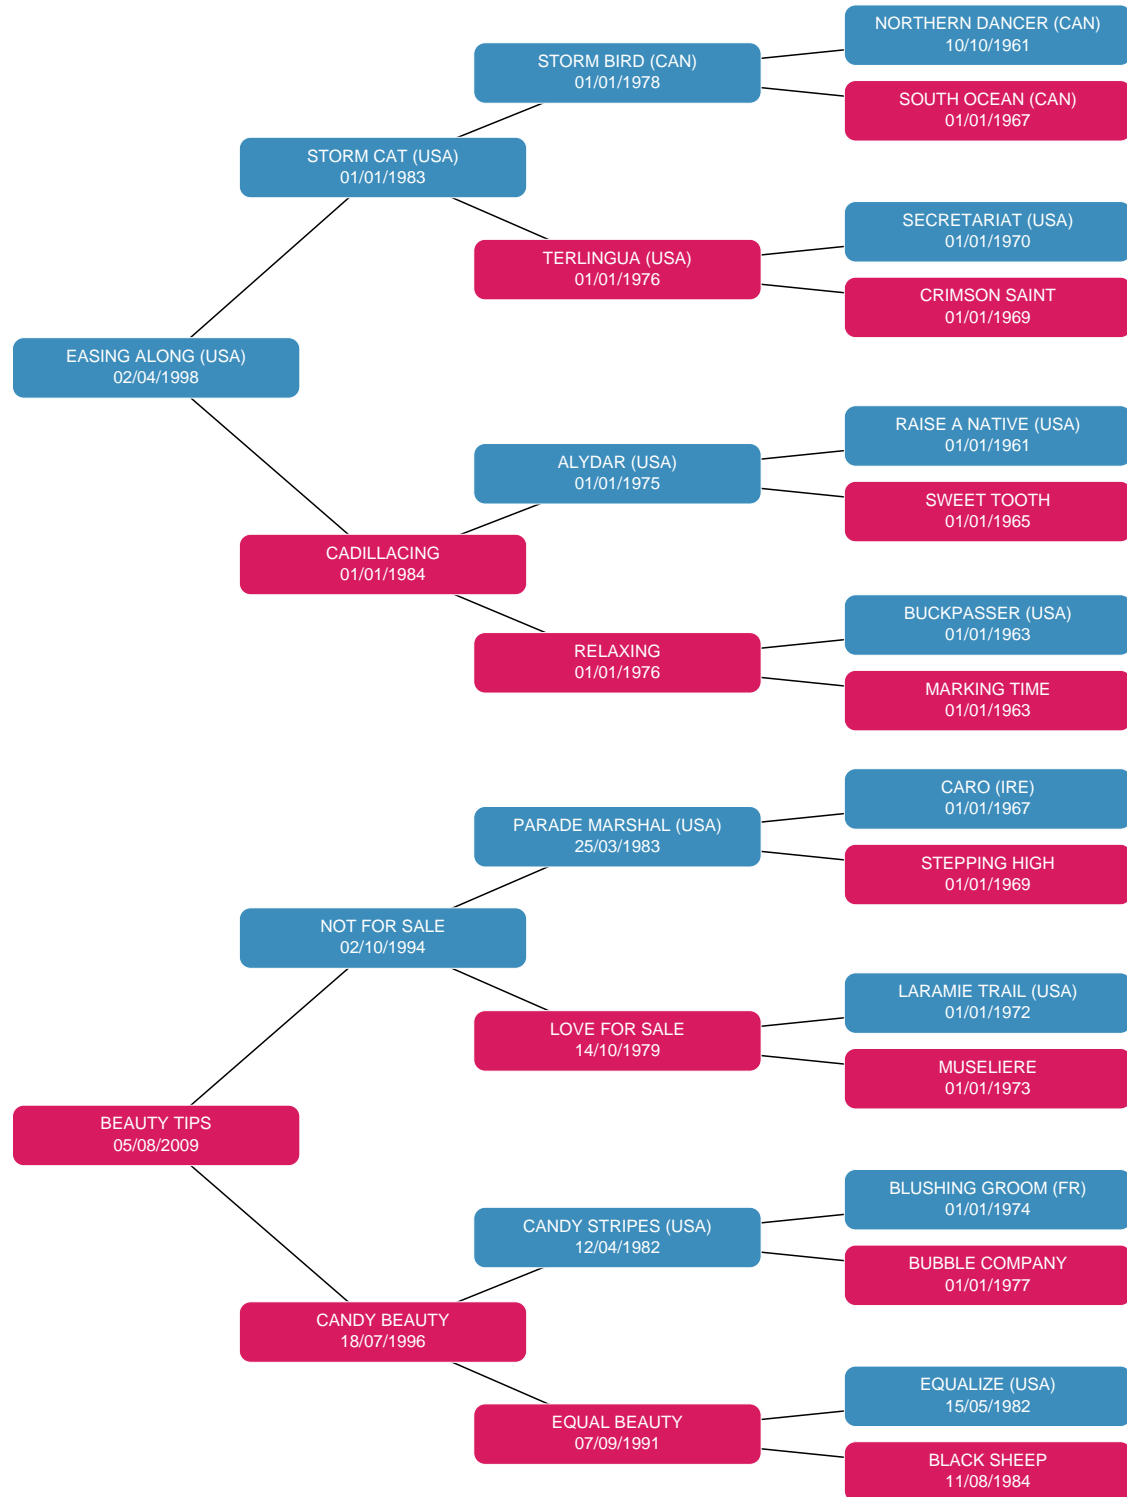 NORTHERN DANCER (CAN)
10/10/1961
STORM BIRD (CAN)
01/01/1978
SOUTH OCEAN (CAN)
01/01/1967
STORM CAT (USA)
01/01/1983
SECRETARIAT (USA)
01/01/1970
TERLINGUA (USA)
01/01/1976
CRIMSON SAINT
01/01/1969
EASING ALONG (USA)
02/04/1998
RAISE A NATIVE (USA)
01/01/1961
ALYDAR (USA)
01/01/1975
SWEET TOOTH
01/01/1965
CADILLACING
01/01/1984
BUCKPASSER (USA)
01/01/1963
RELAXING
01/01/1976
MARKING TIME
01/01/1963
CARO (IRE)
01/01/1967
PARADE MARSHAL (USA)
25/03/1983
STEPPING HIGH
01/01/1969
NOT FOR SALE
02/10/1994
LARAMIE TRAIL (USA)
01/01/1972
LOVE FOR SALE
14/10/1979
MUSELIERE
01/01/1973
BEAUTY TIPS
05/08/2009
BLUSHING GROOM (FR)
01/01/1974
CANDY STRIPES (USA)
12/04/1982
BUBBLE COMPANY
01/01/1977
CANDY BEAUTY
18/07/1996
EQUALIZE (USA)
15/05/1982
EQUAL BEAUTY
07/09/1991
BLACK SHEEP
11/08/1984